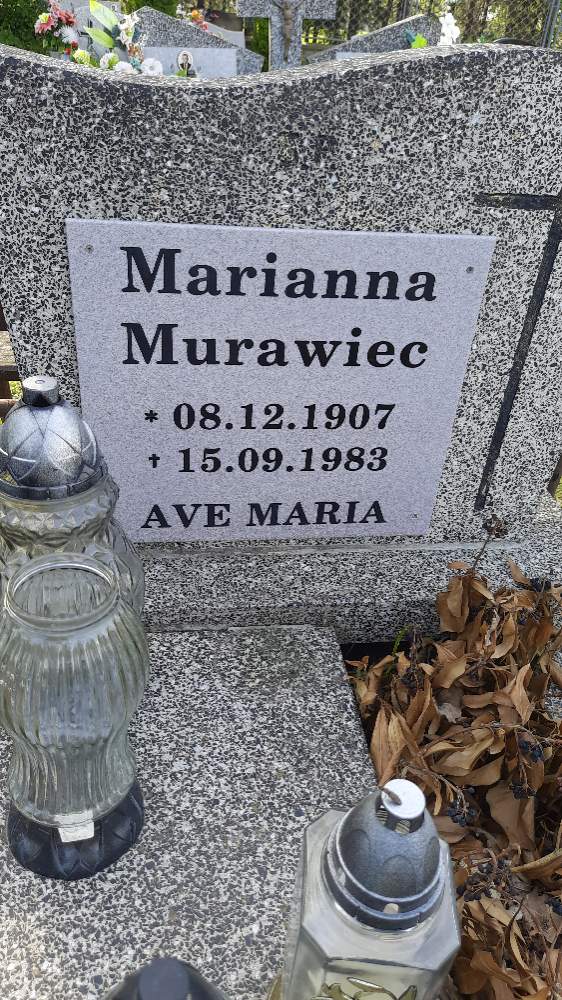 Marianna
Murawiec
* 08.12.1907
✝ 15.09.1983
AVE MARIA